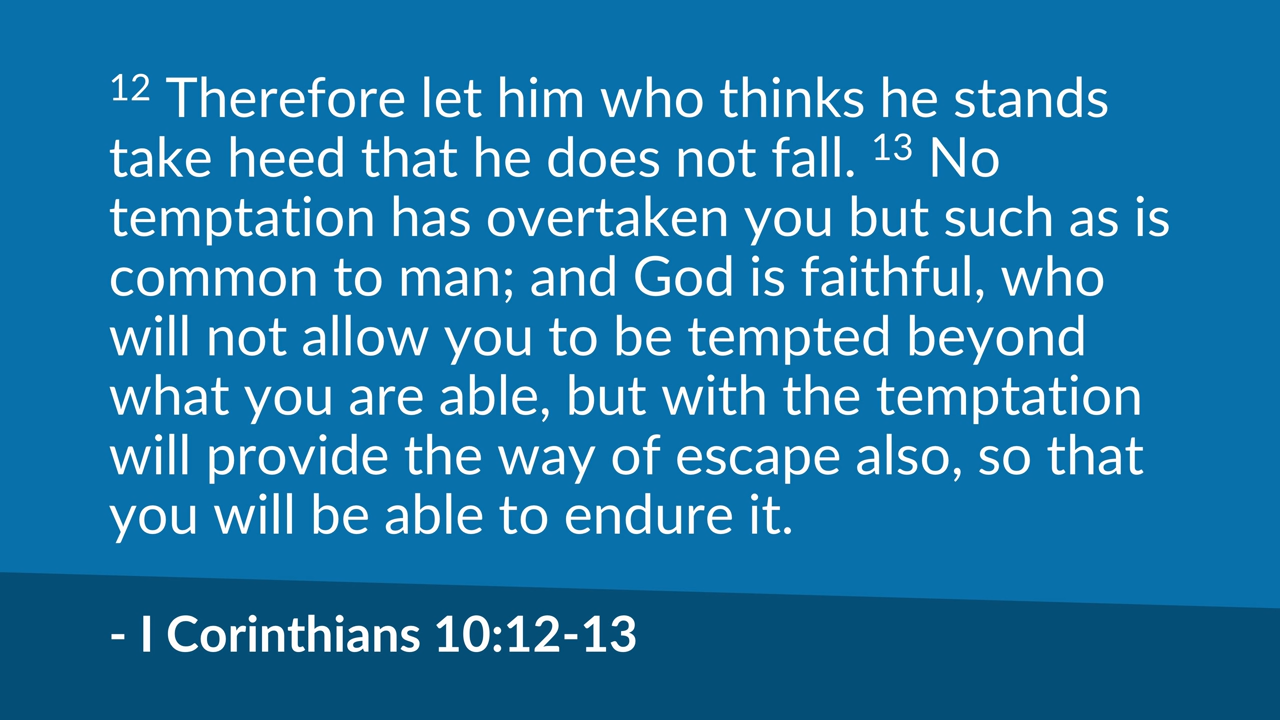 12 Therefore let him who thinks he stands
take heed that he does not fall. 13 No
temptation has overtaken you but such as is
common to man; and God is faithful, who
will not allow you to be tempted beyond
what you are able, but with the temptation
will provide the way of escape also, so that
you will be able to endure it.
- I Corinthians 10:12-13